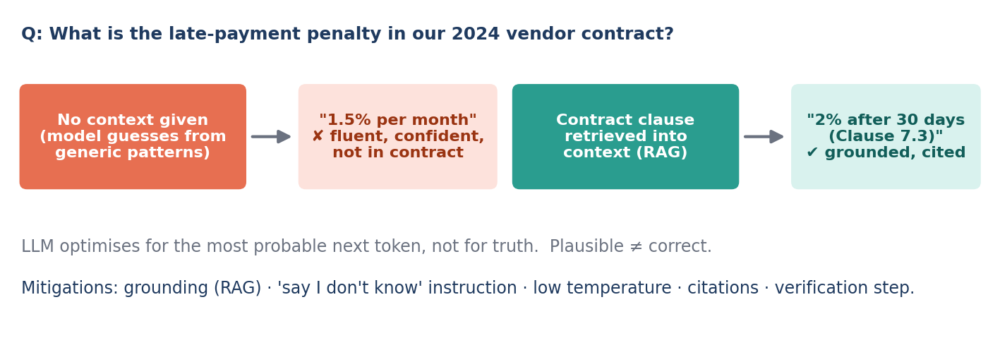 Q: What is the late-payment penalty in our 2024 vendor contract?
No context given
(model guesses from
generic patterns)
"1.5% per month"
✘ fluent, confident,
not in contract
Contract clause
retrieved into
context (RAG)
"2% after 30 days
(Clause 7.3)"
✔ grounded, cited
LLM optimises for the most probable next token, not for truth.  Plausible ≠ correct.
Mitigations: grounding (RAG) · 'say I don't know' instruction · low temperature · citations · verification step.